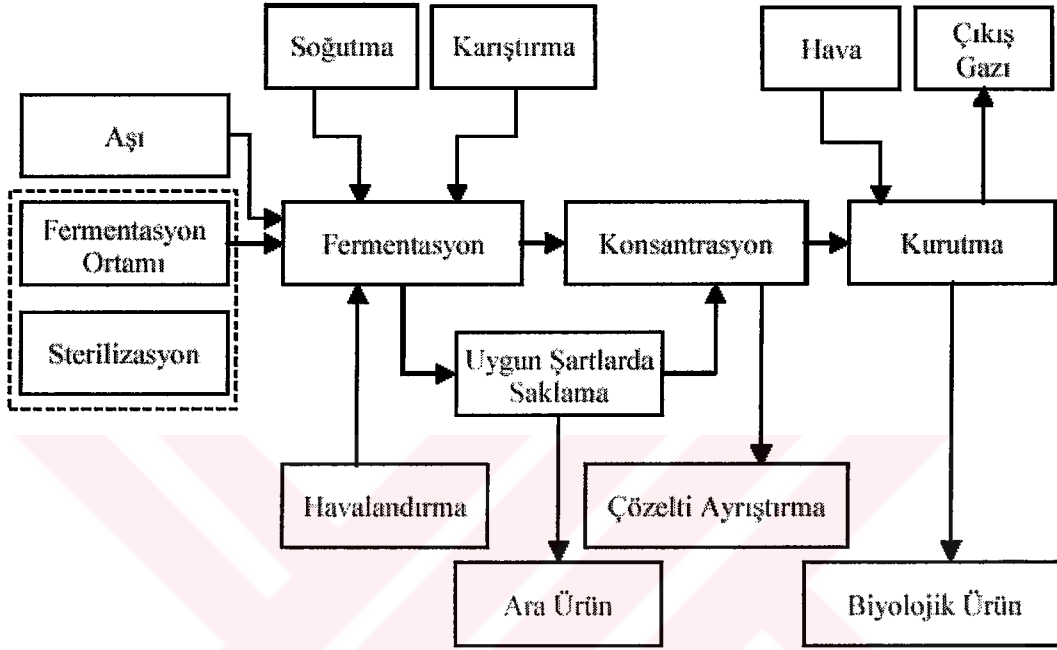 Soğutma
Karıştırma
Hava
Çıkış
Gazı
Aşı
Fermentasyon
Ortamı
Fermentasyon
Konsantrasyon
Kurutma
Sterilizasyon
Uygun Şartlarda
Saklama
Havalandırma
Çözelti Ayrıştırma
Ara Ürün
Biyolojik Ürün